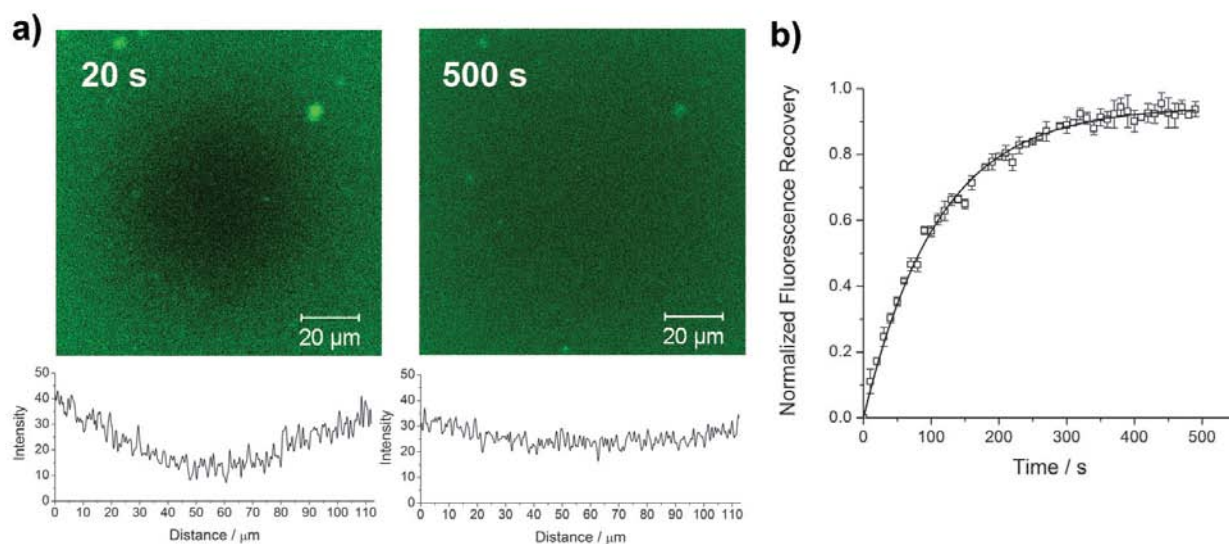 a)
20 s
20 µm
500 s
20 µm
Intensity
50
40
30
20
10
0
0 10 20 30 40 50 60 70 80 90 100 110
Distance / µm
Intensity
50
40
30
20
10
0
0 10 20 30 40 50 60 70 80 90 100 110
Distance / µm
b)
Normalized Fluorescence Recovery
1.0
0.8
0.6
0.4
0.2
0.0
0 100 200 300 400 500
Time / s